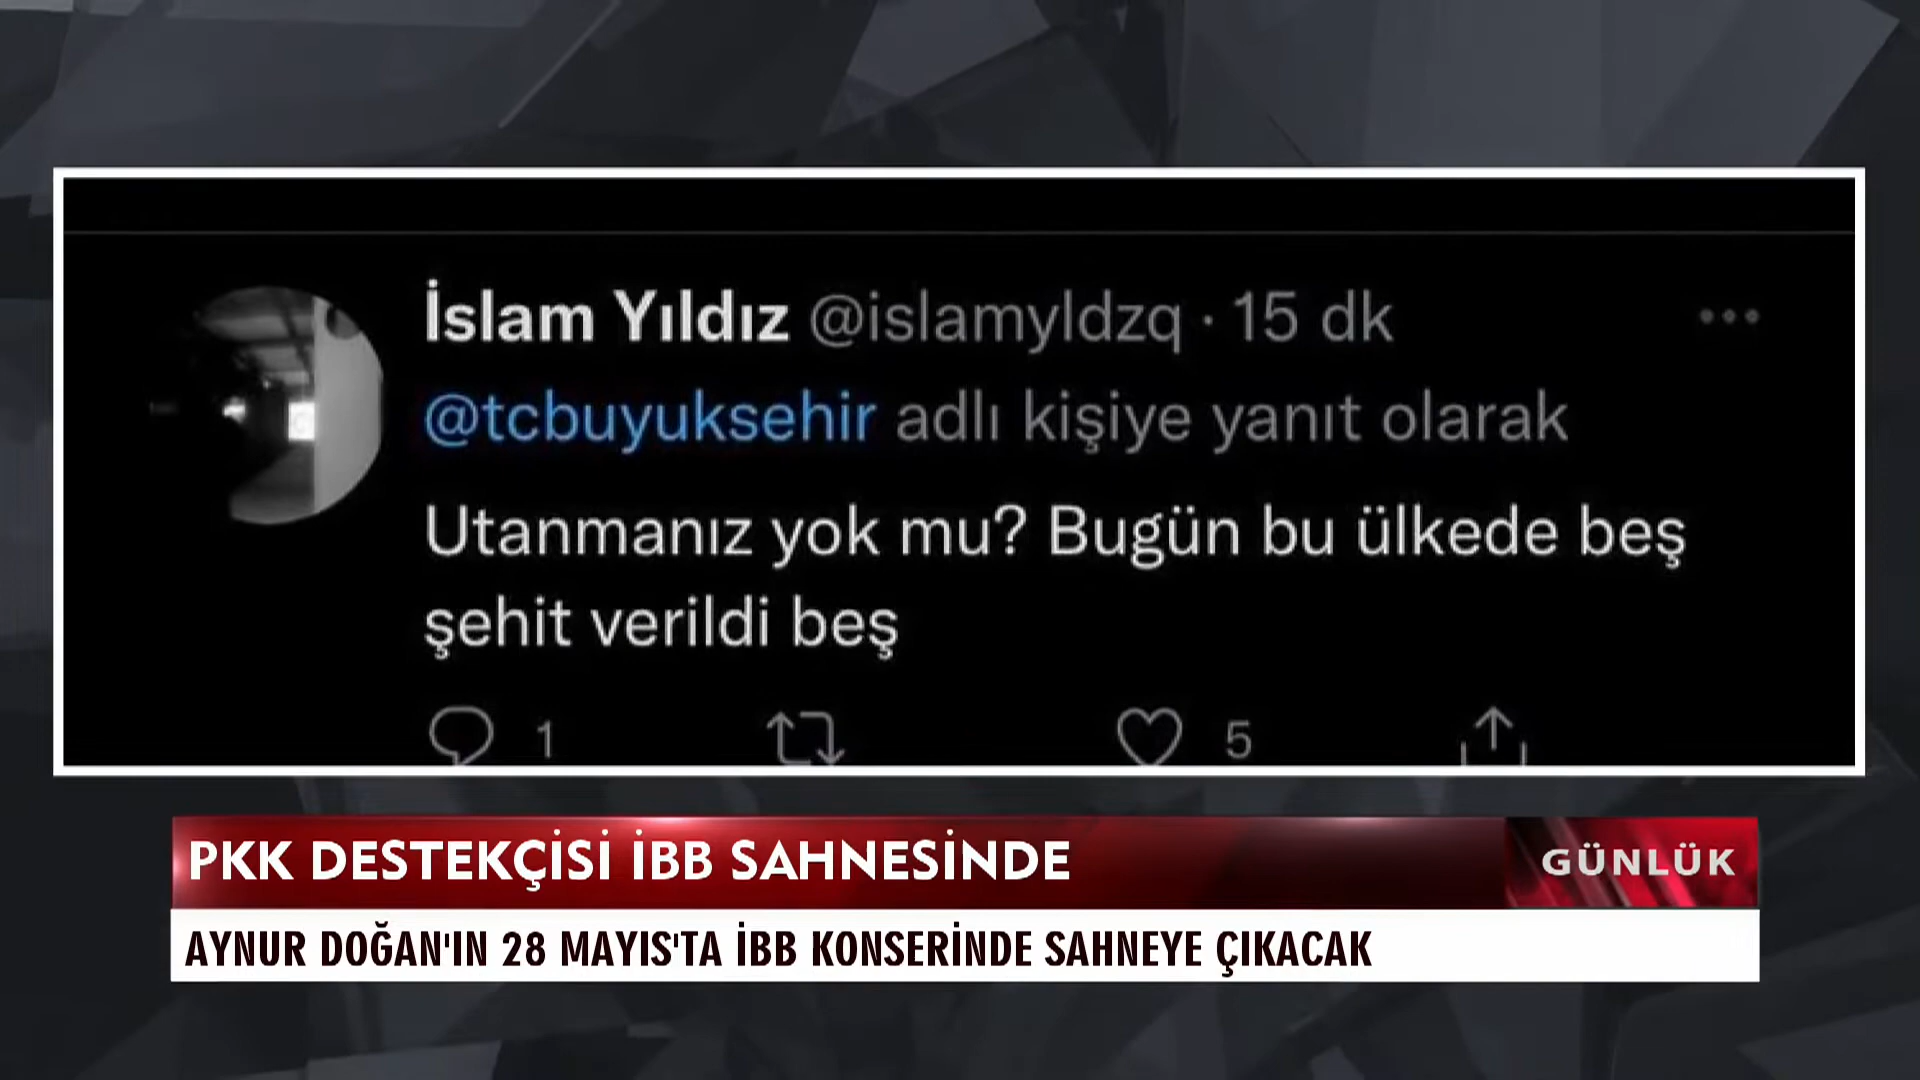 İslam Yıldız @islamyldzq · 15 dk
@tcbuyuksehir adlı kişiye yanıt olarak
Utanmanız yok mu? Bugün bu ülkede beş
şehit verildi beş
1 5
PKK DESTEKÇİSİ İBB SAHNESİNDE
GÜNLÜK
AYNUR DOĞAN'IN 28 MAYIS'TA İBB KONSERİNDE SAHNEYE ÇIKACAK